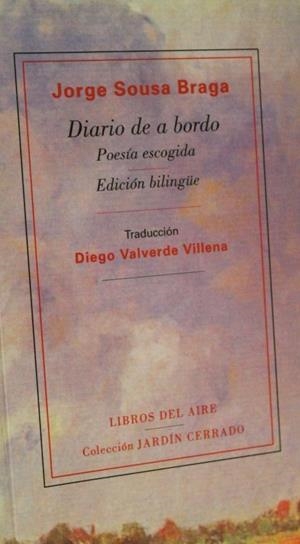 Jorge Sousa Braga
Diario de a bordo
Poesía escogida
Edición bilingüe
Traducción
Diego Valverde Villena
LIBROS DEL AIRE
Colección JARDÍN CERRADO